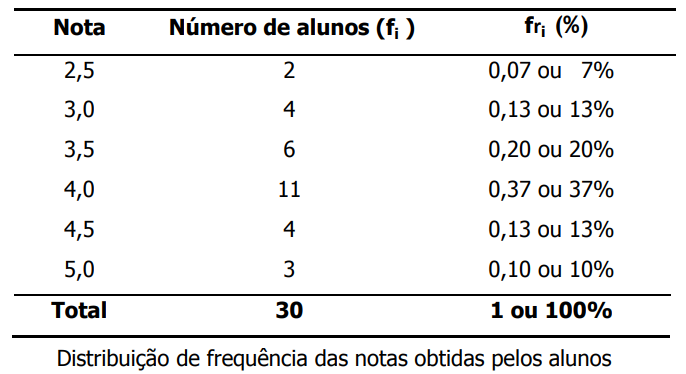 Nota Número de alunos (fi ) fri (%)
2,5 2 0,07 ou 7%
3,0 4 0,13 ou 13%
3,5 6 0,20 ou 20%
4,0 11 0,37 ou 37%
4,5 4 0,13 ou 13%
5,0 3 0,10 ou 10%
Total 30 1 ou 100%
Distribuição de frequência das notas obtidas pelos alunos